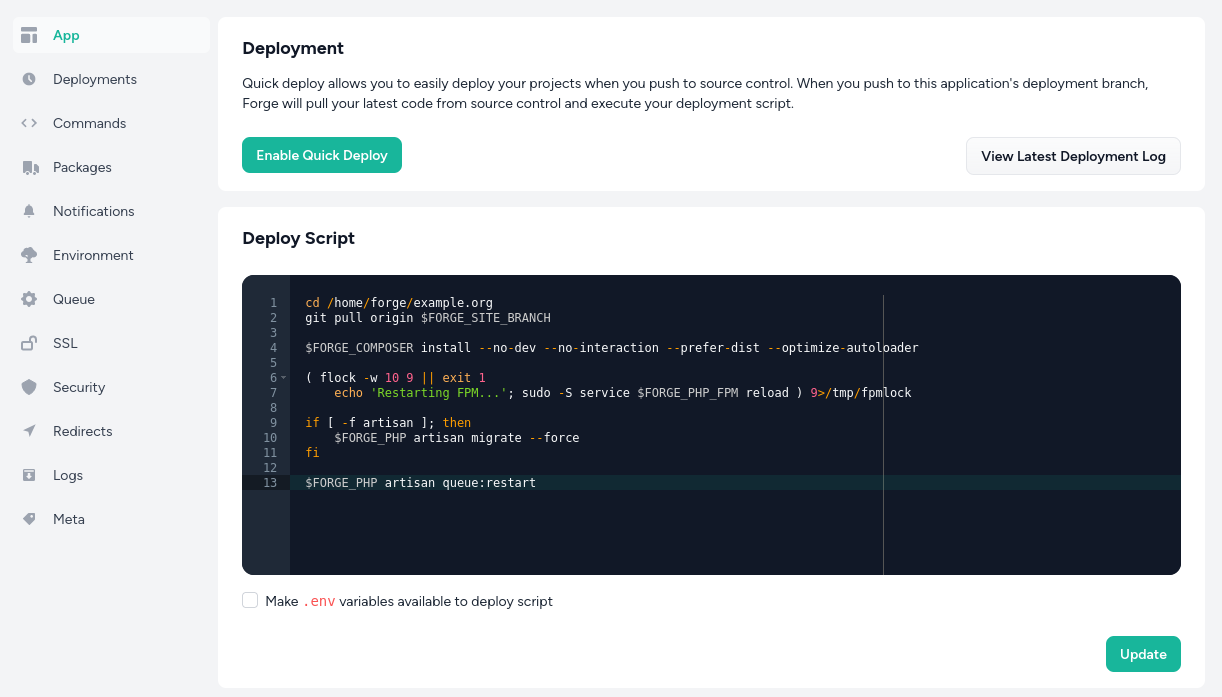 App
Deployments
Commands
Packages
Notifications
Environment
Queue
SSL
Security
Redirects
Logs
Meta
Deployment
Quick deploy allows you to easily deploy your projects when you push to source control. When you push to this application's deployment branch,
Forge will pull your latest code from source control and execute your deployment script.
Enable Quick Deploy
View Latest Deployment Log
Deploy Script
1 cd /home/forge/example.org
2 git pull origin $FORGE_SITE_BRANCH
3
4 $FORGE_COMPOSER install --no-dev --no-interaction --prefer-dist --optimize-autoloader
5
6 ( flock -w 10 9 || exit 1
7     echo 'Restarting FPM...'; sudo -S service $FORGE_PHP_FPM reload ) 9>/tmp/fpmlock
8
9 if [ -f artisan ]; then
10     $FORGE_PHP artisan migrate --force
11 fi
12
13 $FORGE_PHP artisan queue:restart
Make .env variables available to deploy script
Update